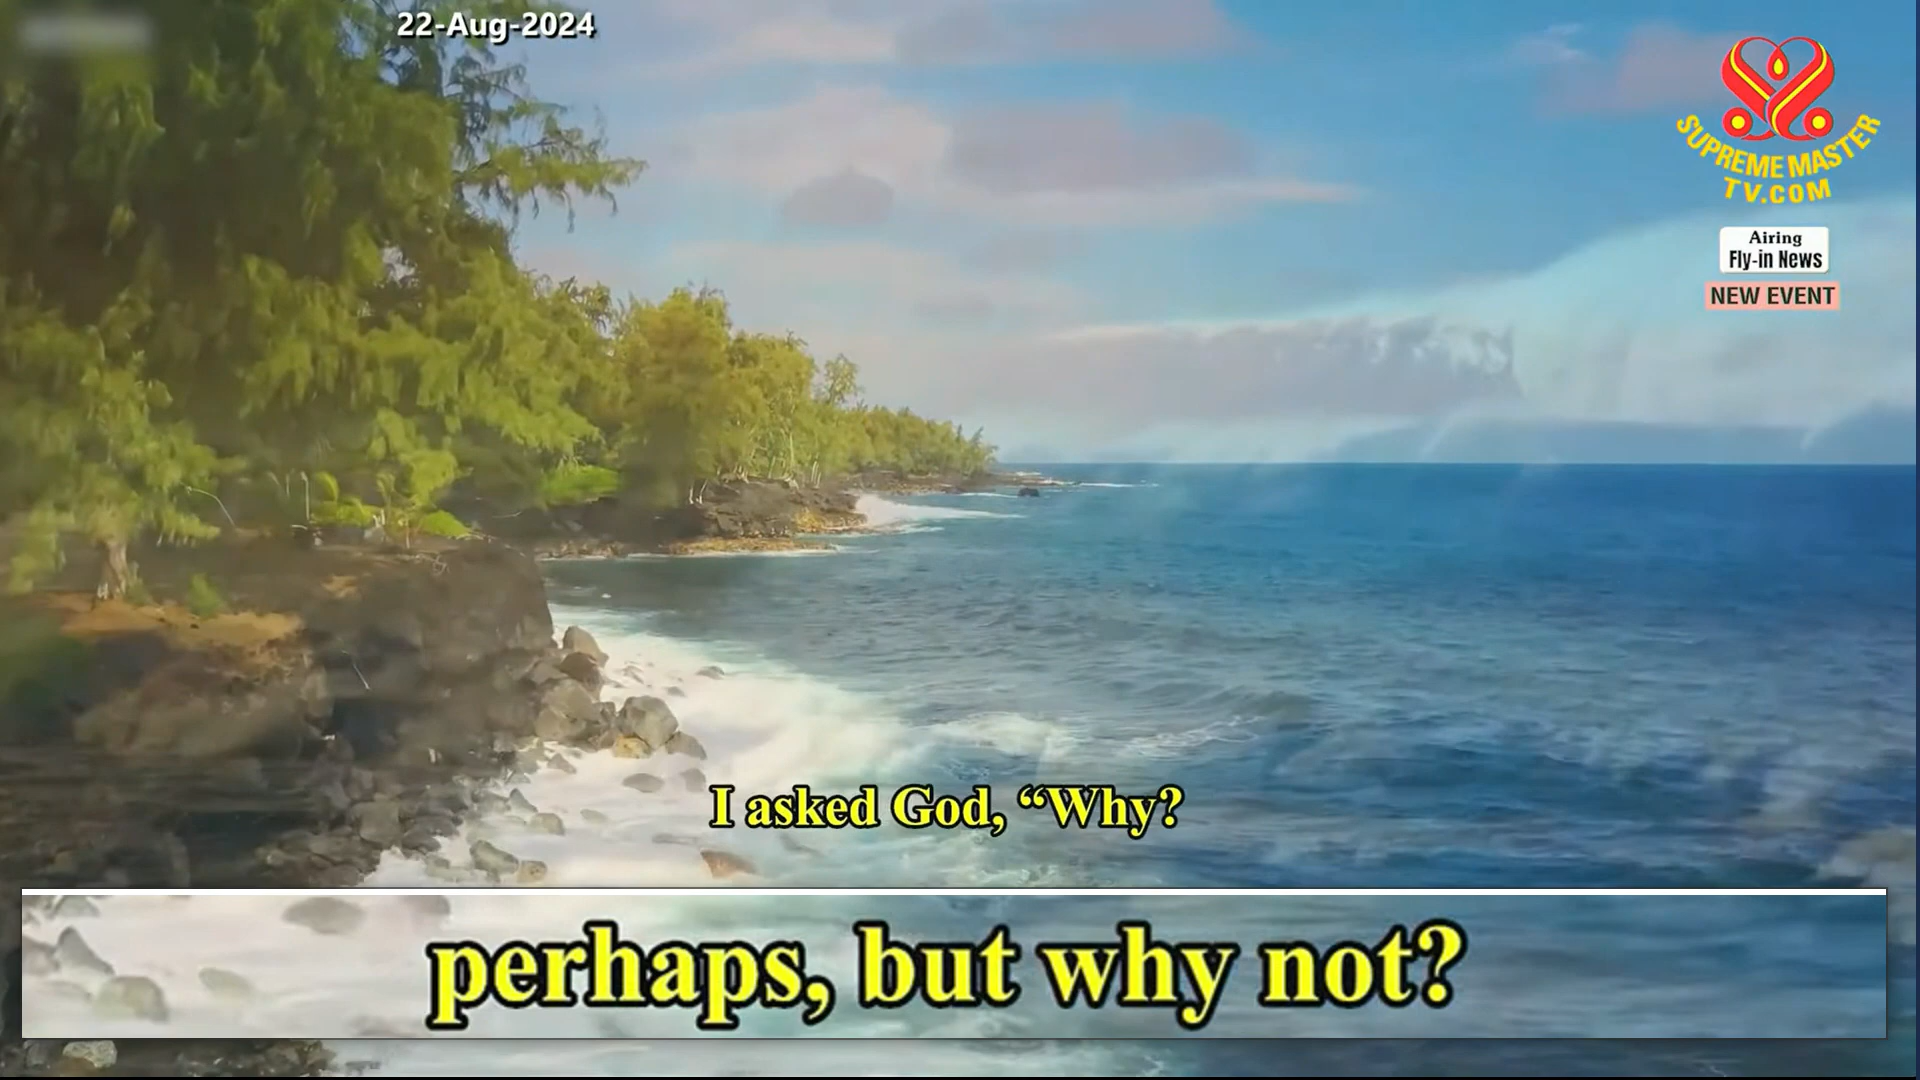 22-Aug-2024
SUPREME MASTER
TV.COM
Airing
Fly-in News
NEW EVENT
I asked God, “Why?
perhaps, but why not?